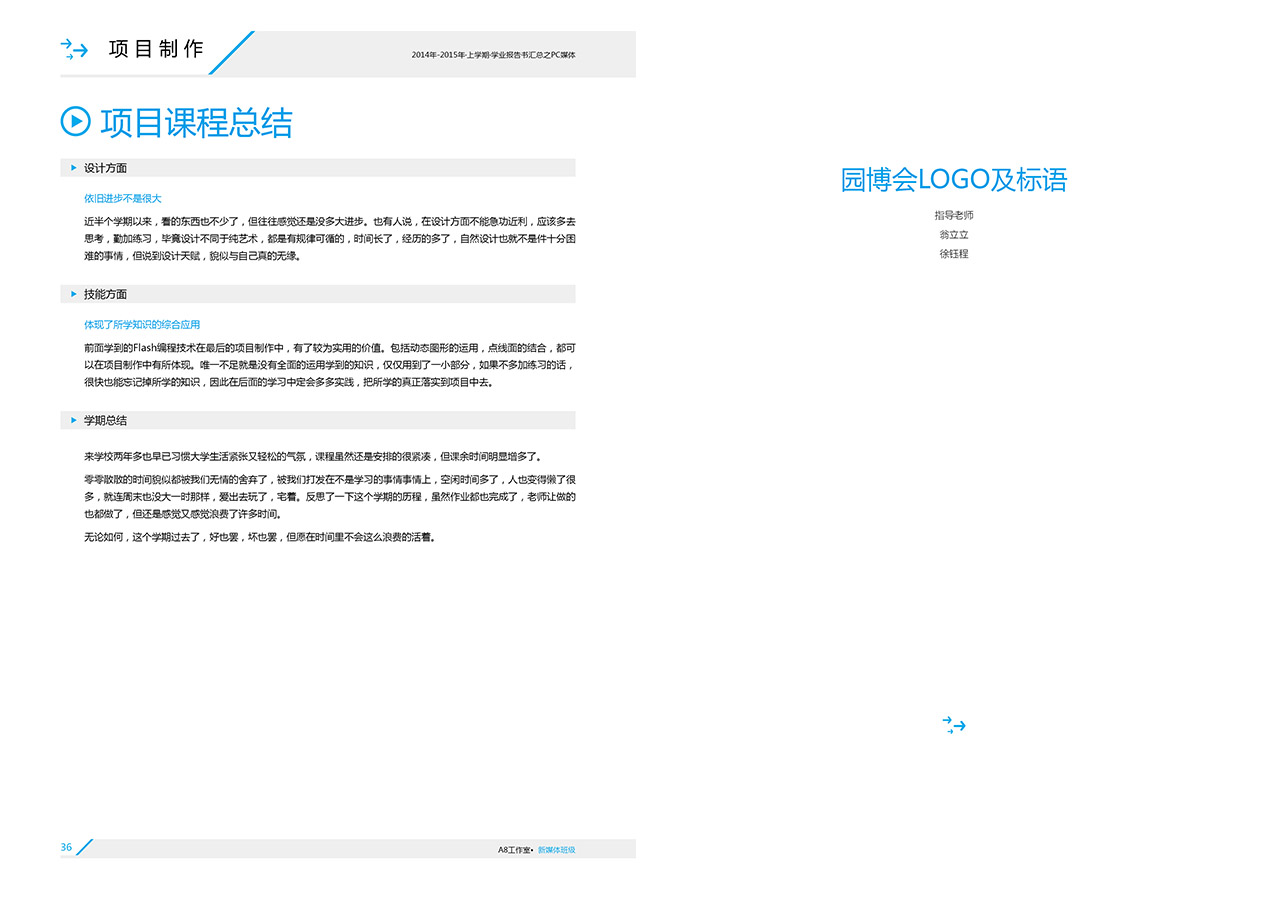 项目制作
2014年-2015年·上学期·学业报告书汇总之PC媒体
项目课程总结
设计方面
依旧进步不是很大
近半个学期以来，看的东西也不少了，但往往感觉还是没多大进步。也有人说，在设计方面不能急功近利，应该多去
思考，勤加练习，毕竟设计不同于纯艺术，都是有规律可循的，时间长了，经历的多了，自然设计也就不是件十分困
难的事情，但说到设计天赋，貌似与自己真的无缘。
技能方面
体现了所学知识的综合应用
前面学到的Flash编程技术在最后的项目制作中，有了较为实用的价值。包括动态图形的运用，点线面的结合，都可
以在项目制作中有所体现。唯一不足就是没有全面的运用学到的知识，仅仅用到了一小部分，如果不多加练习的话，
很快也能忘记掉所学的知识，因此在后面的学习中定会多多实践，把所学的真正落实到项目中去。
学期总结
来学校两年多也早已习惯大学生活紧张又轻松的气氛，课程虽然还是安排的很紧凑，但课余时间明显增多了。
零零散散的时间貌似都被我们无情的舍弃了，被我们打发在不是学习的事情事情上，空闲时间多了，人也变得懒了很
多，就连周末也没大一时那样，爱出去玩了，宅着。反思了一下这个学期的历程，虽然作业都也完成了，老师让做的
也都做了，但还是感觉又感觉浪费了许多时间。
无论如何，这个学期过去了，好也罢，坏也罢，但愿在时间里不会这么浪费的活着。
36
A8工作室• 新媒体班级
园博会LOGO及标语
指导老师
翁立立
徐钰程